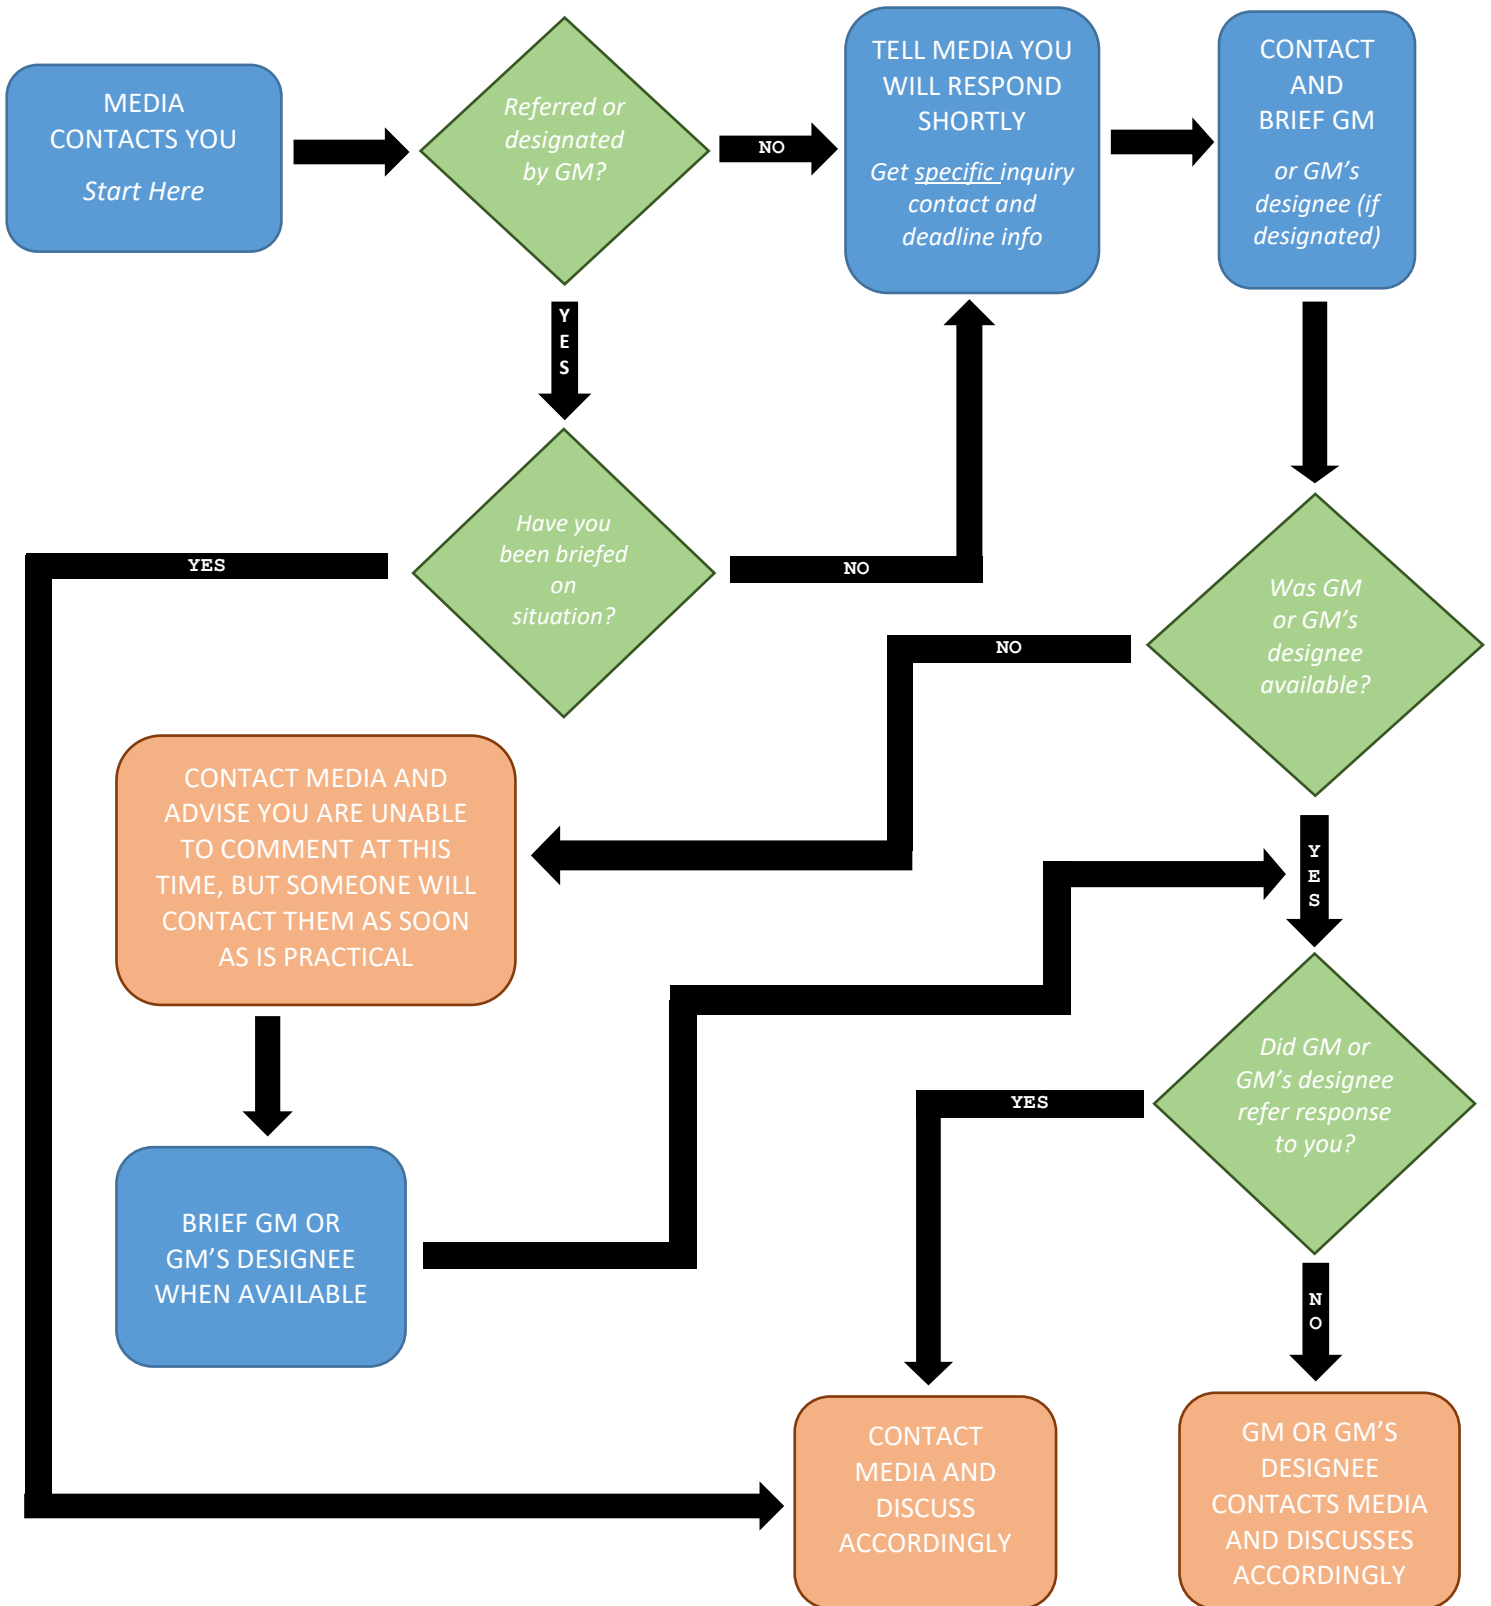 MEDIA
CONTACTS YOU
Start Here
Referred or
designated
by GM?
NO
TELL MEDIA YOU
WILL RESPOND
SHORTLY
Get specific inquiry
contact and
deadline info
CONTACT
AND
BRIEF GM
or GM’s
designee (if
designated)
Y
E
S
Have you
been briefed
on
situation?
YES
NO
Was GM
or GM’s
designee
available?
NO
CONTACT MEDIA AND
ADVISE YOU ARE UNABLE
TO COMMENT AT THIS
TIME, BUT SOMEONE WILL
CONTACT THEM AS SOON
AS IS PRACTICAL
Y
E
S
Did GM or
GM’s designee
refer response
to you?
YES
BRIEF GM OR
GM’S DESIGNEE
WHEN AVAILABLE
N
O
CONTACT
MEDIA AND
DISCUSS
ACCORDINGLY
GM OR GM’S
DESIGNEE
CONTACTS MEDIA
AND DISCUSSES
ACCORDINGLY